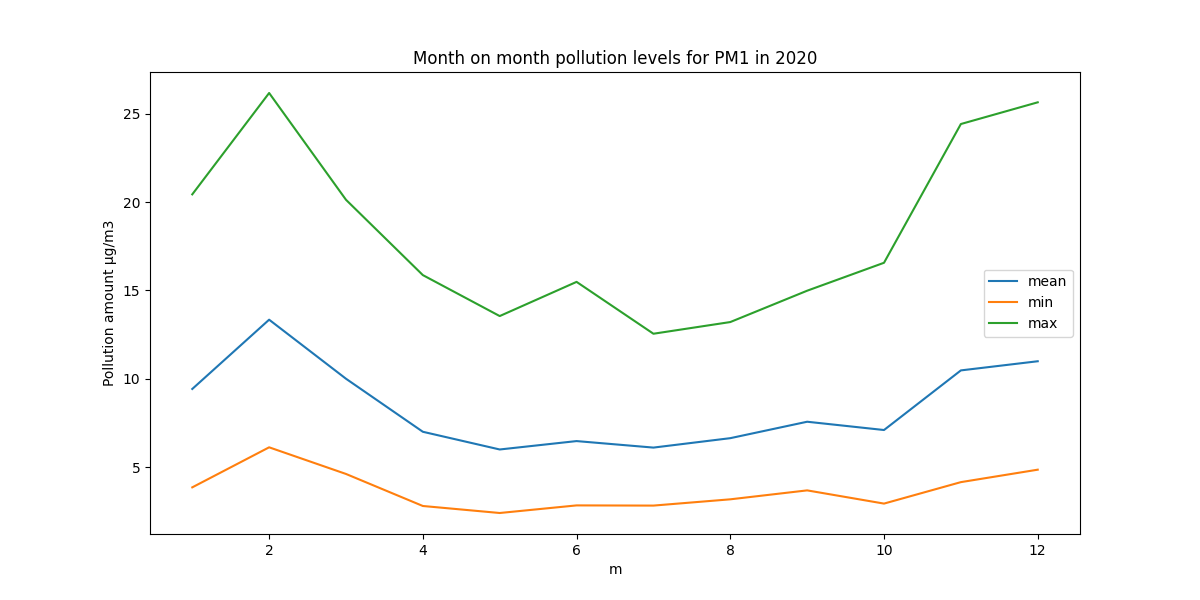 Month on month pollution levels for PM1 in 2020
25
20
15
10
5
Pollution amount µg/m3
mean
min
max
2 4 6 8 10 12
m